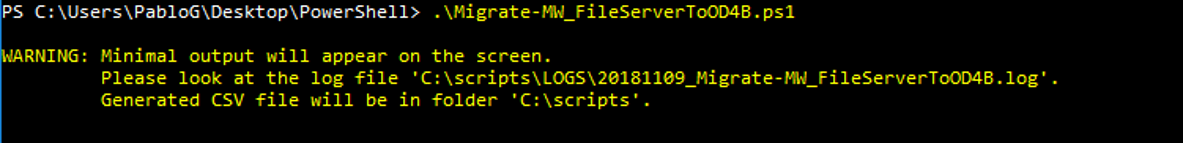 PS C:\Users\PabloG\Desktop\PowerShell> .\Migrate-MW_FileServerToOD4B.ps1
WARNING: Minimal output will appear on the screen.
Please look at the log file 'C:\scripts\LOGS\20181109_Migrate-MW_FileServerToOD4B.log'.
Generated CSV file will be in folder 'C:\scripts'.